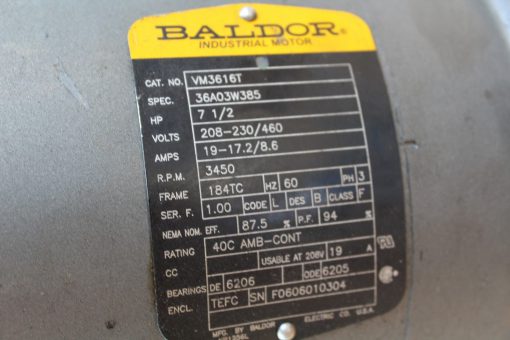 BALDOR®
INDUSTRIAL MOTOR
CAT. NO. VM3616T
SPEC. 36A03W385
HP 7 1/2
VOLTS 208-230/460
AMPS 19-17.2/8.6
R.P.M. 3450
FRAME 184TC HZ 60 PH 3
SER. F. 1.00 CODE L DES B CLASS F
NEMA NOM. EFF. 87.5 % P.F. 94 %
RATING 40C AMB-CONT
CC USABLE AT 208V 19 A
BEARINGS DE 6206 ODE 6205
ENCL. TEFC SN F0606010304
MFG. BY BALDOR ELECTRIC CO. U.S.A.